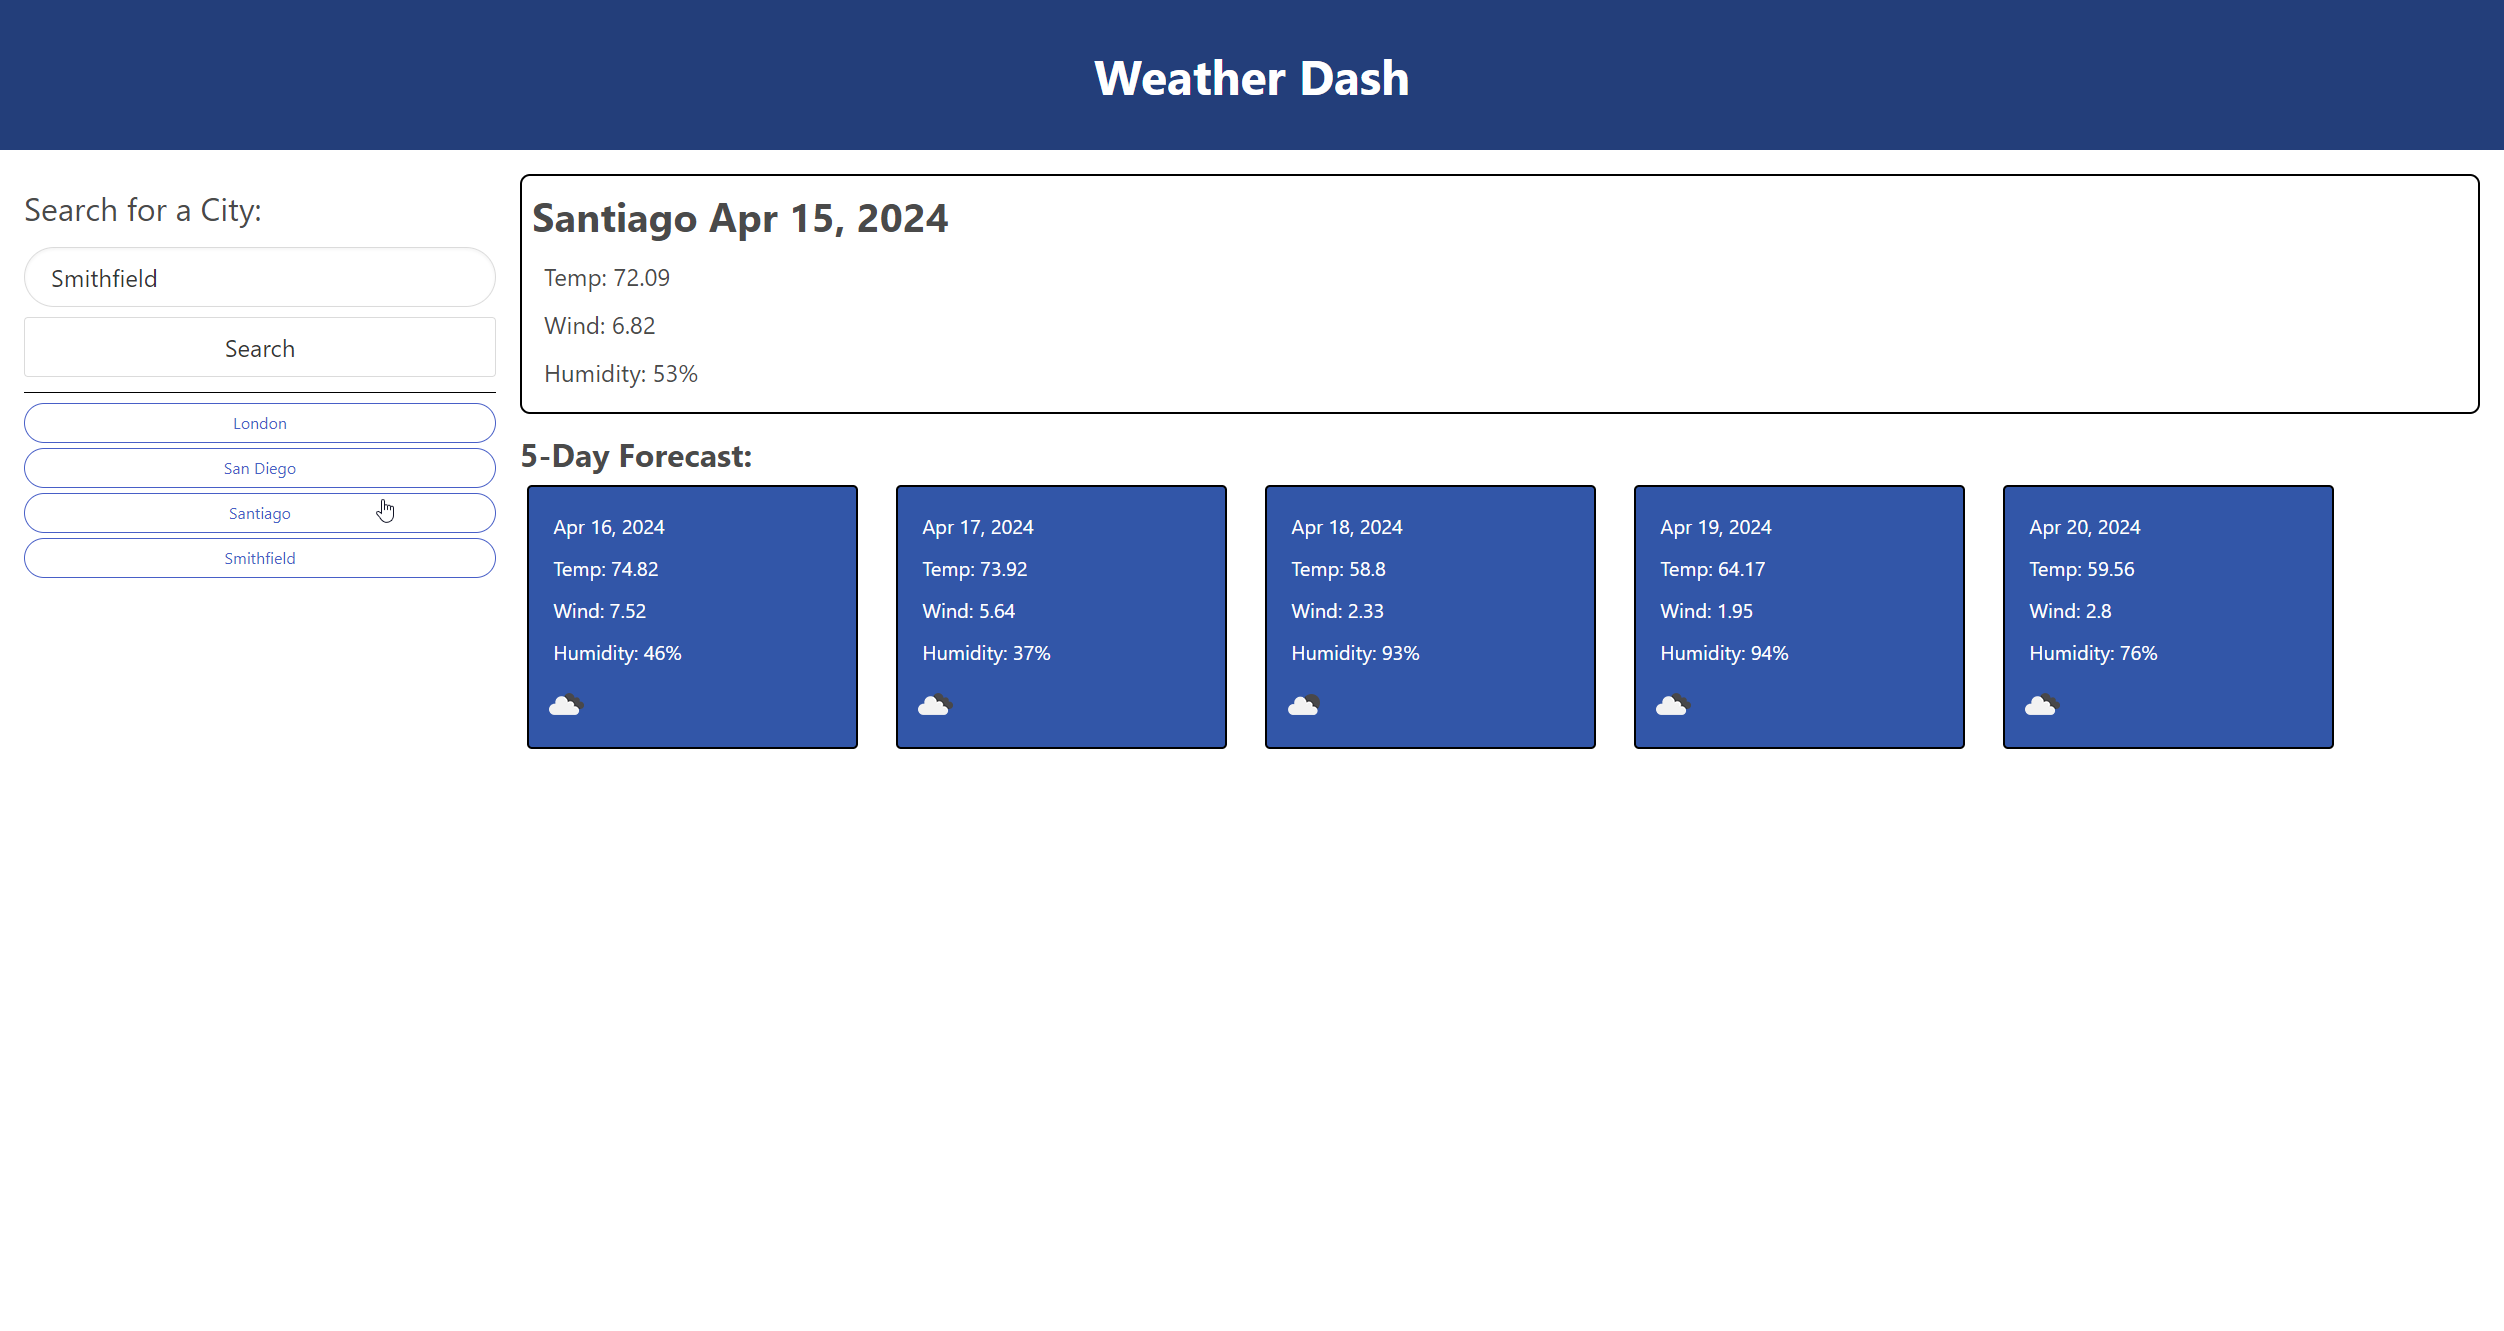 Weather Dash
Search for a City:
Smithfield
Search
London
San Diego
Santiago
Smithfield
Santiago Apr 15, 2024
Temp: 72.09
Wind: 6.82
Humidity: 53%
5-Day Forecast:
Apr 16, 2024
Temp: 74.82
Wind: 7.52
Humidity: 46%
Apr 17, 2024
Temp: 73.92
Wind: 5.64
Humidity: 37%
Apr 18, 2024
Temp: 58.8
Wind: 2.33
Humidity: 93%
Apr 19, 2024
Temp: 64.17
Wind: 1.95
Humidity: 94%
Apr 20, 2024
Temp: 59.56
Wind: 2.8
Humidity: 76%